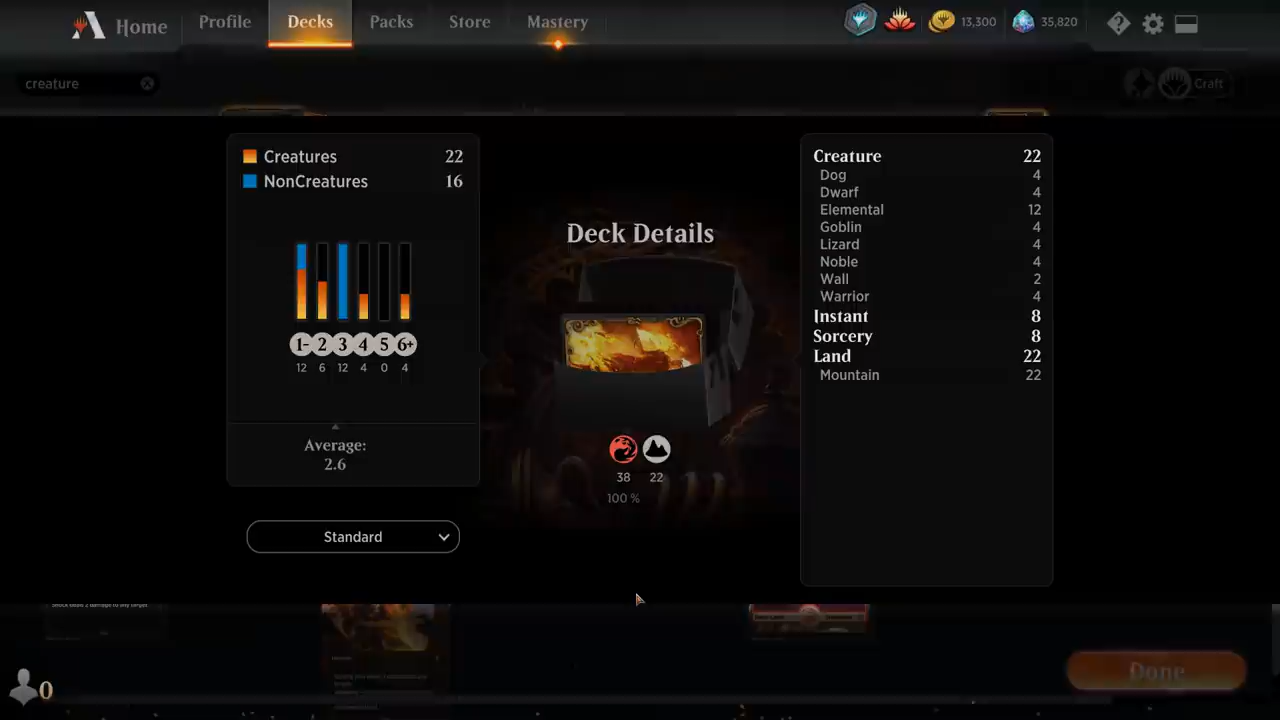 Home
Profile
Decks
Packs
Store
Mastery
13,300
35,820
creature
Craft
Creatures 22
NonCreatures 16
1- 2 3 4 5 6+
12 6 12 4 0 4
Average:
2.6
Standard
Deck Details
38 22
100 %
Creature 22
Dog 4
Dwarf 4
Elemental 12
Goblin 4
Lizard 4
Noble 4
Wall 2
Warrior 4
Instant 8
Sorcery 8
Land 22
Mountain 22
Done
0